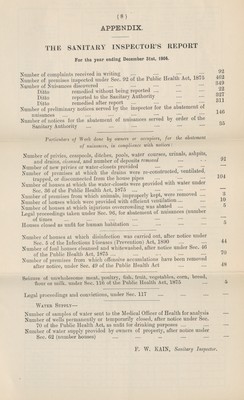 ( 8 )
APPENDIX.
THE SANITARY INSPECTOR'S REPORT
For the year ending December 31st, 1904.
Number of complaints received in writing ... 92
Number of premises inspected under Sec. 92 of the Public Health Act, 1875 402
Number of Nuisances discovered ... 349
Ditto remedied without being reported ... 22
Ditto reported to the Sanitary Authority ... 327
Ditto remedied after report ... 211
Number of preliminary notices served by the inspector for the abatement of
nuisances ... 146
Number of notices for the abatement of nuisances served by order of the
Sanitary Authority ... 55
Particulars of Work done by owners or occupiers, for the abatement
of nuisances, in compliance with notice:
Number of privies, cesspools, ditches, pools, water courses, urinals, ashpits,
and drains, cleaned, and number of deposits removed ... 91
Number of new privies or water-closets provided ...
Number of premises at which the drains were re-constructed, ventilated,
trapped, or disconnected from the house proper ... 104
Number of houses at which the water-closets were provided with water under
Sec. 36 of the Public Health Act, 1875 ...
Number of premises from which animals, improperly kept, were removed
Number of houses which were provided with efficient ventilation ... 10
Number of houses at which injurious overcrowding was abated ...
Legal proceedings taken under Sec. 96, for abatement of nuisances (number
of times ...
Houses closed as unfit for human habitation ...
Number of houses at which disinfection was carried out, after notice under
Sec. 5 of the Infectious Diseases (Prevention) Act, 1890 ... 44
Number of foul houses cleansed and whitewashed, after notice under Sec. 46
of the Public Health Act, 1875 ... 70
Number of premises from which offensive accumulations have been removed
after notice, under Sec. 49 of the Public Health Act
Seizures of unwholesome meat, poultry, fish, fruit, vegetables, corn, bread,
flour or milk, under Sec. 116 of the Public Health Act, 1875 ...
Legal proceedings and convictions, under Sec. 117 ...
WATER SUPPLY—
Number of samples of water sent to the Medical Officer of Health for analysis
Number of wells permanently or temporarily closed, after notice under Sec.
70 of the Public Health Act, as unfit for drinking purposes ...
Number of water supply provided by owners of property, after notice under
Sec. 62 (number houses) ...
F. W. RAIN, Sanitary Inspector.